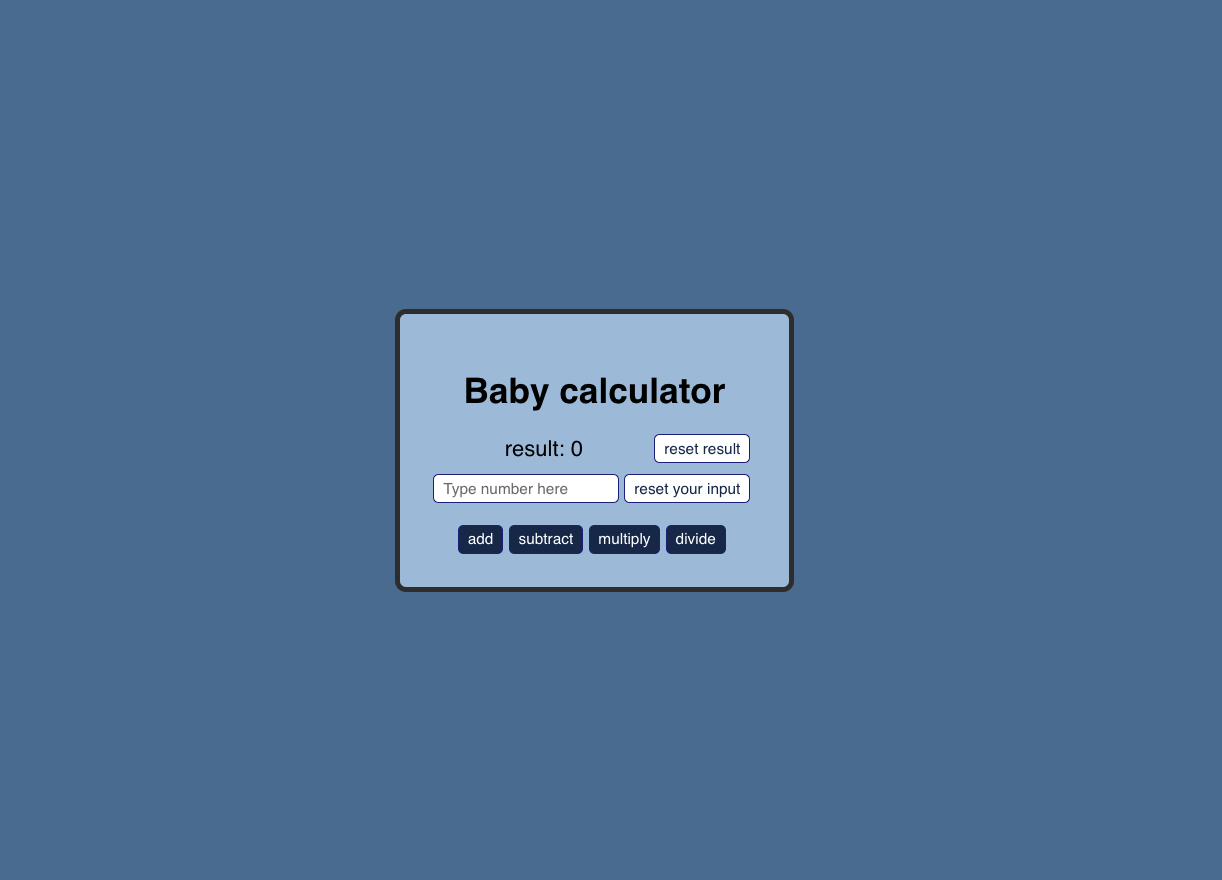 Baby calculator
result: 0 reset result
Type number here reset your input
add subtract multiply divide